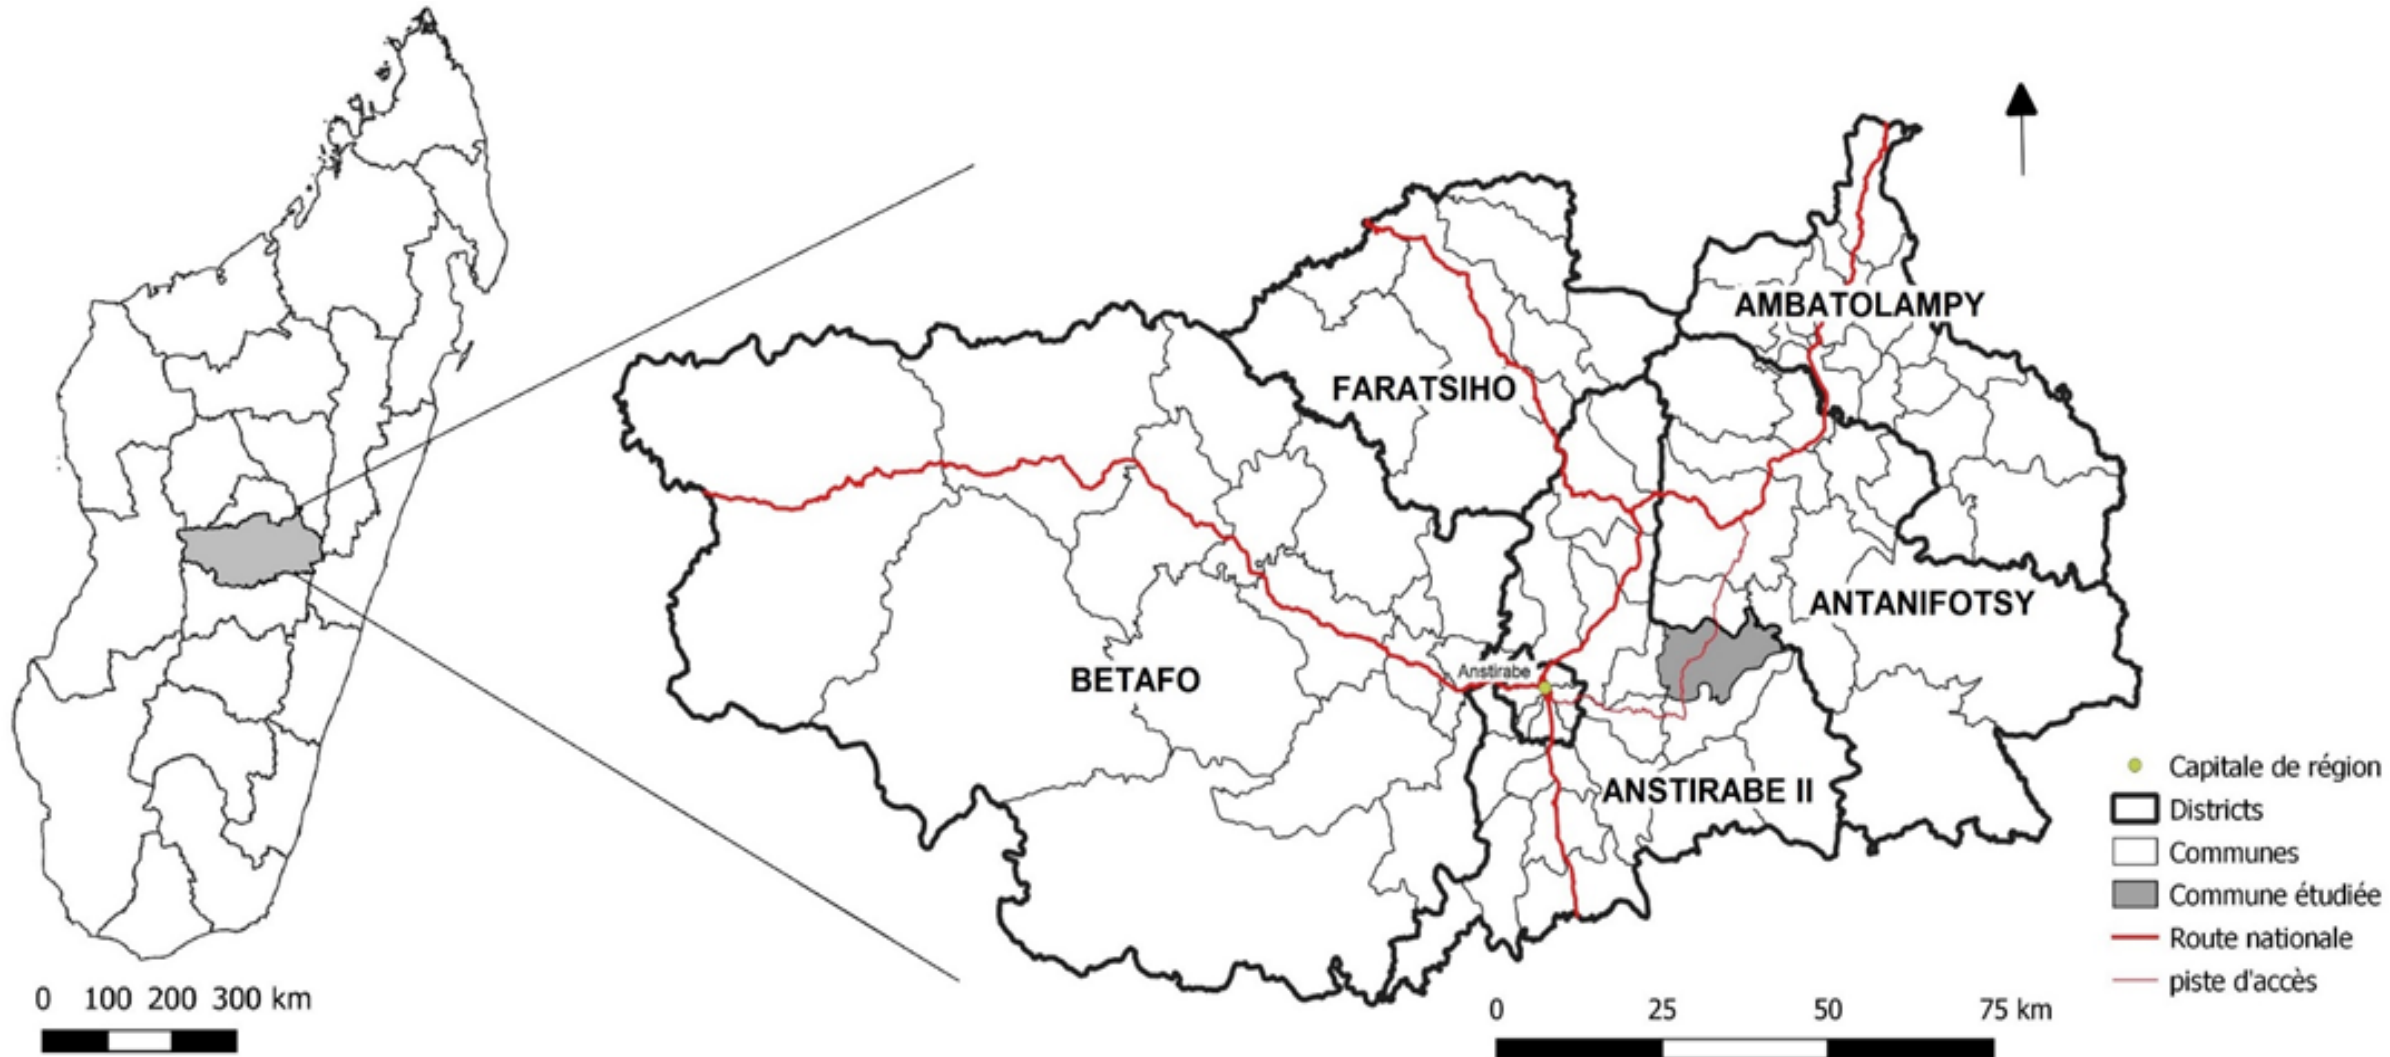 AMBATOLAMPY
FARATSIHO
ANTANIFOTSY
Anstirabe
BETAFO
ANSTIRABE II
Capitale de région
Districts
Communes
Commune étudiée
Route nationale
piste d'accès
0 100 200 300 km
0 25 50 75 km